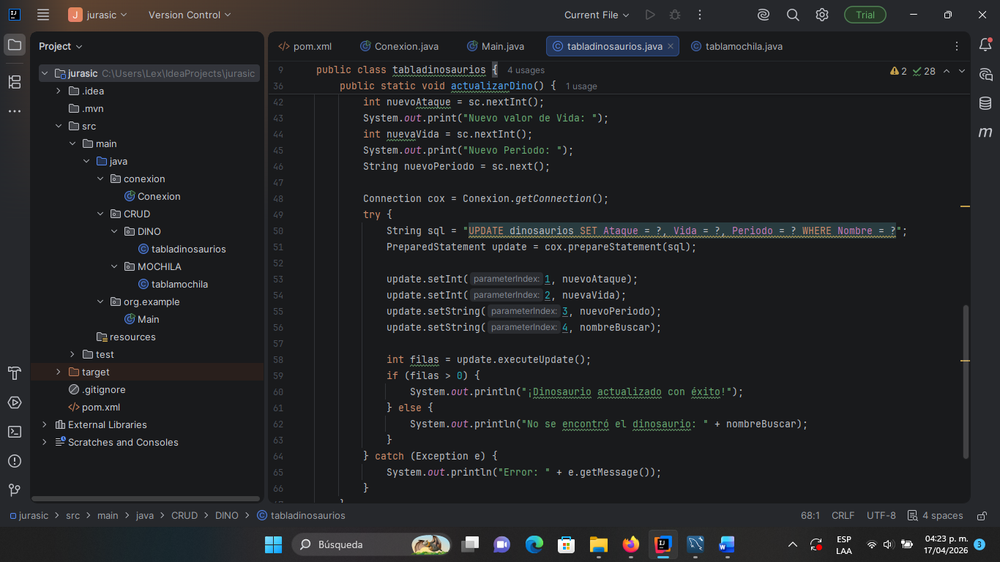 J jurasic Version Control Current File Trial
Project
jurasic C:\Users\Lex\IdeaProjects\jurasic
.idea
.mvn
src
main
java
conexion
Conexion
CRUD
DINO
tabladinosaurios
MOCHILA
tablamochila
org.example
Main
resources
test
target
.gitignore
pom.xml
External Libraries
Scratches and Consoles
pom.xml Conexion.java Main.java tabladinosaurios.java tablamochila.java
9 public class tabladinosaurios { 4 usages
2 28
36 public static void actualizarDino() { 1 usage
42 int nuevoAtaque = sc.nextInt();
43 System.out.print("Nuevo valor de Vida: ");
44 int nuevaVida = sc.nextInt();
45 System.out.print("Nuevo Periodo: ");
46 String nuevoPeriodo = sc.next();
47
48 Connection cox = Conexion.getConnection();
49 try {
50 String sql = "UPDATE dinosaurios SET Ataque = ?, Vida = ?, Periodo = ? WHERE Nombre = ?";
51 PreparedStatement update = cox.prepareStatement(sql);
52
53 update.setInt( parameterIndex: 1, nuevoAtaque);
54 update.setInt( parameterIndex: 2, nuevaVida);
55 update.setString( parameterIndex: 3, nuevoPeriodo);
56 update.setString( parameterIndex: 4, nombreBuscar);
57
58 int filas = update.executeUpdate();
59 if (filas > 0) {
60 System.out.println("¡Dinosaurio actualizado con éxito!");
61 } else {
62 System.out.println("No se encontró el dinosaurio: " + nombreBuscar);
63 }
64 } catch (Exception e) {
65 System.out.println("Error: " + e.getMessage());
66 }
jurasic > src > main > java > CRUD > DINO > tabladinosaurios 68:1 CRLF UTF-8 4 spaces
Búsqueda
ESP
LAA
04:23 p. m.
17/04/2026
3